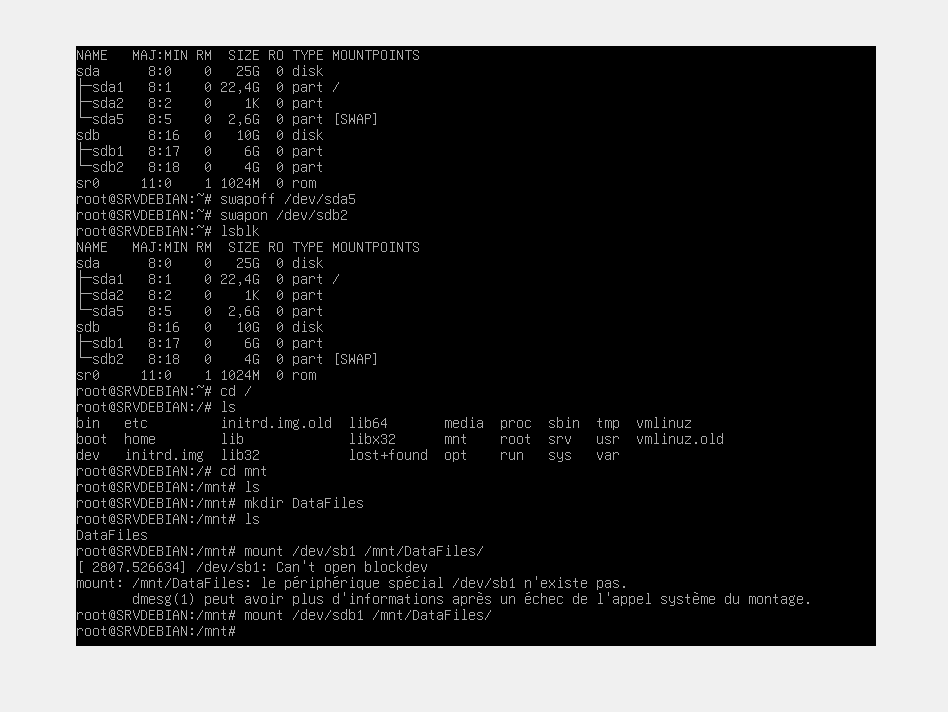 NAME   MAJ:MIN RM   SIZE RO TYPE MOUNTPOINTS
sda      8:0    0    25G  0 disk
├─sda1   8:1    0  22,4G  0 part /
├─sda2   8:2    0     1K  0 part
└─sda5   8:5    0   2,6G  0 part [SWAP]
sdb      8:16   0    10G  0 disk
├─sdb1   8:17   0     6G  0 part
└─sdb2   8:18   0     4G  0 part
sr0     11:0    1  1024M  0 rom
root@SRVDEBIAN:~# swapoff /dev/sda5
root@SRVDEBIAN:~# swapon /dev/sdb2
root@SRVDEBIAN:~# lsblk
NAME   MAJ:MIN RM   SIZE RO TYPE MOUNTPOINTS
sda      8:0    0    25G  0 disk
├─sda1   8:1    0  22,4G  0 part /
├─sda2   8:2    0     1K  0 part
└─sda5   8:5    0   2,6G  0 part
sdb      8:16   0    10G  0 disk
├─sdb1   8:17   0     6G  0 part
└─sdb2   8:18   0     4G  0 part [SWAP]
sr0     11:0    1  1024M  0 rom
root@SRVDEBIAN:~# cd /
root@SRVDEBIAN:/# ls
bin   etc         initrd.img.old  lib64       media  proc  sbin  tmp  vmlinuz
boot  home        lib             libx32      mnt    root  srv   usr  vmlinuz.old
dev   initrd.img  lib32           lost+found  opt    run   sys   var
root@SRVDEBIAN:/# cd mnt
root@SRVDEBIAN:/mnt# ls
root@SRVDEBIAN:/mnt# mkdir DataFiles
root@SRVDEBIAN:/mnt# ls
DataFiles
root@SRVDEBIAN:/mnt# mount /dev/sb1 /mnt/DataFiles/
[ 2807.526634] /dev/sb1: Can't open blockdev
mount: /mnt/DataFiles: le périphérique spécial /dev/sb1 n'existe pas.
       dmesg(1) peut avoir plus d'informations après un échec de l'appel système du montage.
root@SRVDEBIAN:/mnt# mount /dev/sdb1 /mnt/DataFiles/
root@SRVDEBIAN:/mnt#